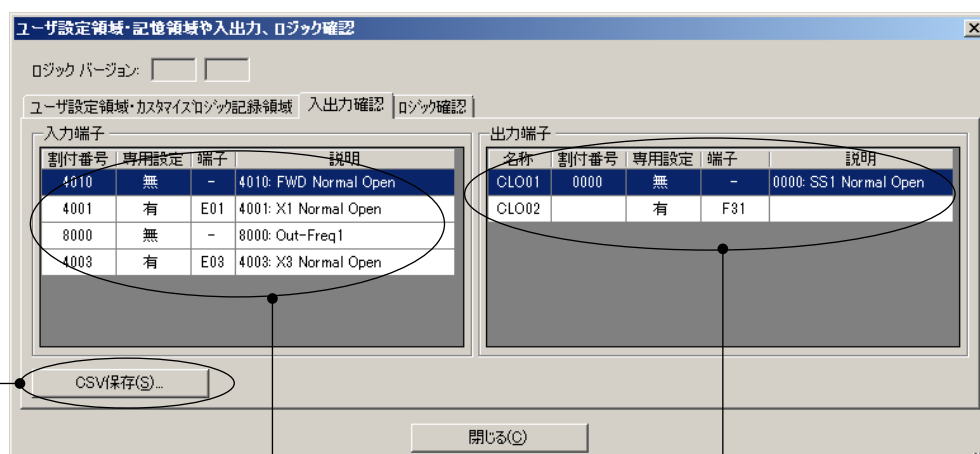 ユーザ設定領域・記憶領域や入出力、ロジック確認
ロジック バージョン:
ユーザ設定領域・カスタマイズロジック記録領域 入出力確認 ロジック確認
入力端子
割付番号 専用設定 端子 説明
4010 無 - 4010: FWD Normal Open
4001 有 E01 4001: X1 Normal Open
8000 無 - 8000: Out-Freq1
4003 有 E03 4003: X3 Normal Open
出力端子
名称 割付番号 専用設定 端子 説明
CLO01 0000 無 - 0000: SS1 Normal Open
CLO02 有 F31
CSV保存(S)...
閉じる(C)